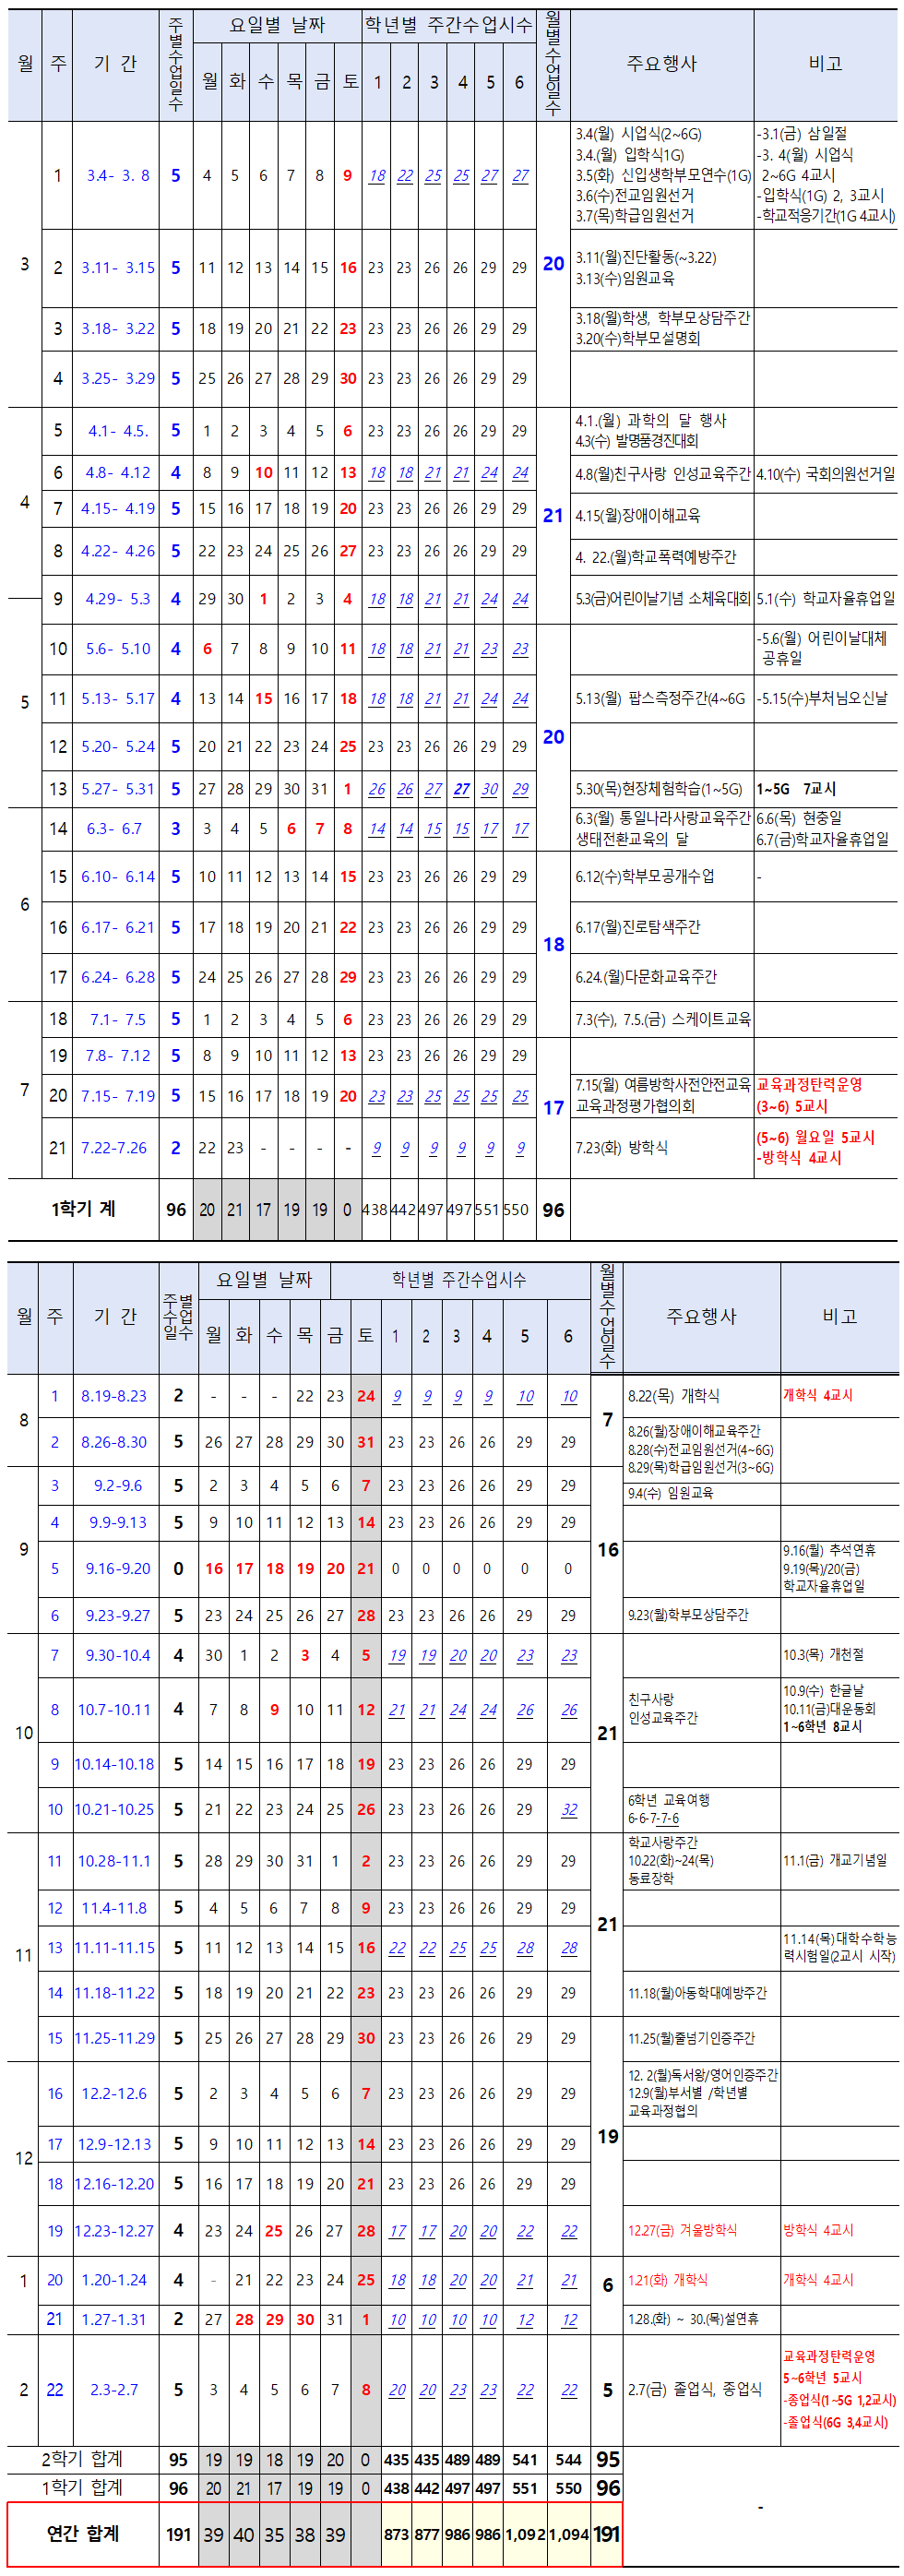 월 주 기 간 주별수업일수 요일별 날짜 학년별 주간수업시수 월별수업일수 주요행사 비고
월 화 수 목 금 토 1 2 3 4 5 6
3 1 3.4- 3. 8 5 4 5 6 7 8 9 18 22 25 25 27 27 20
3.4(월) 시업식(2~6G)
3.4.(월) 입학식1G)
3.5(화) 신입생학부모연수(1G)
3.6(수)전교임원선거
3.7(목)학급임원선거
-3.1(금) 삼일절
-3. 4(월) 시업식
2~6G 4교시
-입학식(1G) 2, 3교시
-학교적응기간(1G 4교시)
2 3.11- 3.15 5 11 12 13 14 15 16 23 23 26 26 29 29
3.11(월)진단활동(~3.22)
3.13(수)임원교육
3 3.18- 3.22 5 18 19 20 21 22 23 23 23 26 26 29 29
3.18(월)학생, 학부모상담주간
3.20(수)학부모설명회
4 3.25- 3.29 5 25 26 27 28 29 30 23 23 26 26 29 29
4 5 4.1- 4.5. 5 1 2 3 4 5 6 23 23 26 26 29 29 21
4.1.(월) 과학의 달 행사
4.3(수) 발명품경진대회
6 4.8- 4.12 4 8 9 10 11 12 13 18 18 21 21 24 24 4.8(월)친구사랑 인성교육주간 4.10(수) 국회의원선거일
7 4.15- 4.19 5 15 16 17 18 19 20 23 23 26 26 29 29 4.15(월)장애이해교육
8 4.22- 4.26 5 22 23 24 25 26 27 23 23 26 26 29 29 4. 22.(월)학교폭력예방주간
9 4.29- 5.3 4 29 30 1 2 3 4 18 18 21 21 24 24 5.3(금)어린이날기념 소체육대회 5.1(수) 학교자율휴업일
5 10 5.6- 5.10 4 6 7 8 9 10 11 18 18 21 21 23 23 20
-5.6(월) 어린이날대체
공휴일
11 5.13- 5.17 4 13 14 15 16 17 18 18 18 21 21 24 24 5.13(월) 팝스측정주간(4~6G -5.15(수)부처님오신날
12 5.20- 5.24 5 20 21 22 23 24 25 23 23 26 26 29 29
13 5.27- 5.31 5 27 28 29 30 31 1 26 26 27 27 30 29 5.30(목)현장체험학습(1~5G) 1~5G 7교시
6 14 6.3- 6.7 3 3 4 5 6 7 8 14 14 15 15 17 17
6.3(월) 통일나라사랑교육주간
생태전환교육의 달
6.6(목) 현충일
6.7(금)학교자율휴업일
15 6.10- 6.14 5 10 11 12 13 14 15 23 23 26 26 29 29 18 6.12(수)학부모공개수업 -
16 6.17- 6.21 5 17 18 19 20 21 22 23 23 26 26 29 29 6.17(월)진로탐색주간
17 6.24- 6.28 5 24 25 26 27 28 29 23 23 26 26 29 29 6.24.(월)다문화교육주간
7 18 7.1- 7.5 5 1 2 3 4 5 6 23 23 26 26 29 29 7.3(수), 7.5.(금) 스케이트교육
19 7.8- 7.12 5 8 9 10 11 12 13 23 23 26 26 29 29 17
20 7.15- 7.19 5 15 16 17 18 19 20 23 23 25 25 25 25
7.15(월) 여름방학사전안전교육
교육과정평가협의회
교육과정탄력운영
(3~6) 5교시
21 7.22-7.26 2 22 23 - - - - 9 9 9 9 9 9 7.23(화) 방학식
(5~6) 월요일 5교시
-방학식 4교시
1학기 계 96 20 21 17 19 19 0 438 442 497 497 551 550 96
월 주 기 간 주별수업일수 요일별 날짜 학년별 주간수업시수 월별수업일수 주요행사 비고
월 화 수 목 금 토 1 2 3 4 5 6
8 1 8.19-8.23 2 - - - 22 23 24 9 9 9 9 10 10 7 8.22(목) 개학식 개학식 4교시
2 8.26-8.30 5 26 27 28 29 30 31 23 23 26 26 29 29
8.26(월)장애이해교육주간
8.28(수)전교임원선거(4~6G)
8.29(목)학급임원선거(3~6G)
9 3 9.2-9.6 5 2 3 4 5 6 7 23 23 26 26 29 29 16 9.4(수) 임원교육
4 9.9-9.13 5 9 10 11 12 13 14 23 23 26 26 29 29
5 9.16-9.20 0 16 17 18 19 20 21 0 0 0 0 0 0
9.16(월) 추석연휴
9.19(목)/20(금)
학교자율휴업일
6 9.23-9.27 5 23 24 25 26 27 28 23 23 26 26 29 29 9.23(월)학부모상담주간
10 7 9.30-10.4 4 30 1 2 3 4 5 19 19 20 20 23 23 21 10.3(목) 개천절
8 10.7-10.11 4 7 8 9 10 11 12 21 21 24 24 26 26
친구사랑
인성교육주간
10.9(수) 한글날
10.11(금)대운동회
1~6학년 8교시
9 10.14-10.18 5 14 15 16 17 18 19 23 23 26 26 29 29
10 10.21-10.25 5 21 22 23 24 25 26 23 23 26 26 29 32
6학년 교육여행
6-6-7-7-6
11 11 10.28-11.1 5 28 29 30 31 1 2 23 23 26 26 29 29 21
학교사랑주간
10.22(화)~24(목)
동료장학
11.1(금) 개교기념일
12 11.4-11.8 5 4 5 6 7 8 9 23 23 26 26 29 29
13 11.11-11.15 5 11 12 13 14 15 16 22 22 25 25 28 28
11.14(목)대학수학능
력시험일(2교시 시작)
14 11.18-11.22 5 18 19 20 21 22 23 23 23 26 26 29 29 11.18(월)아동학대예방주간
15 11.25-11.29 5 25 26 27 28 29 30 23 23 26 26 29 29 19 11.25(월)줄넘기인증주간
12 16 12.2-12.6 5 2 3 4 5 6 7 23 23 26 26 29 29
12. 2(월)독서왕/영어인증주간
12.9(월)부서별 /학년별
교육과정협의
17 12.9-12.13 5 9 10 11 12 13 14 23 23 26 26 29 29
18 12.16-12.20 5 16 17 18 19 20 21 23 23 26 26 29 29
19 12.23-12.27 4 23 24 25 26 27 28 17 17 20 20 22 22 12.27(금) 겨울방학식 방학식 4교시
1 20 1.20-1.24 4 - 21 22 23 24 25 18 18 20 20 21 21 6 1.21(화) 개학식 개학식 4교시
21 1.27-1.31 2 27 28 29 30 31 1 10 10 10 10 12 12 1.28.(화) ~ 30.(목)설연휴
2 22 2.3-2.7 5 3 4 5 6 7 8 20 20 23 23 22 22 5 2.7(금) 졸업식, 종업식
교육과정탄력운영
5~6학년 5교시
-종업식(1~5G 1,2교시)
-졸업식(6G 3,4교시)
2학기 합계 95 19 19 18 19 20 0 435 435 489 489 541 544 95
1학기 합계 96 20 21 17 19 19 0 438 442 497 497 551 550 96
-
연간 합계 191 39 40 35 38 39 873 877 986 986 1,092 1,094 191